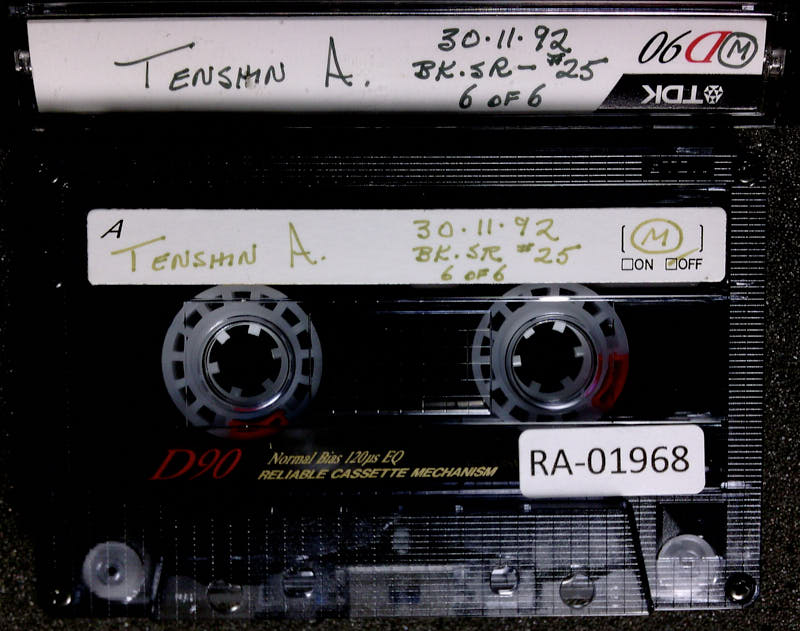 TENSHIN A.
30·11·92
BK.SR - #25
6 OF 6
D90
M
TDK
A
TENSHIN A.
30·11·92
BK.SR #25
6 OF 6
[ M ]
ON OFF
D90
Normal Bias 120µs EQ
RELIABLE CASSETTE MECHANISM
RA-01968